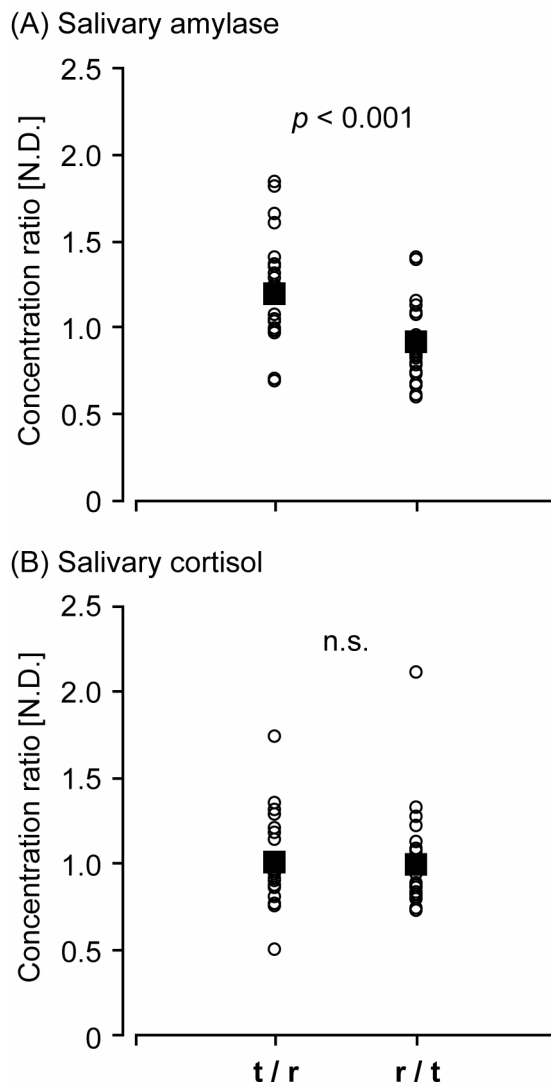 (A) Salivary amylase
2.5
p < 0.001
2.0
1.5
1.0
0.5
0
Concentration ratio [N.D.]
(B) Salivary cortisol
2.5
n.s.
2.0
1.5
1.0
0.5
0
Concentration ratio [N.D.]
t / r r / t